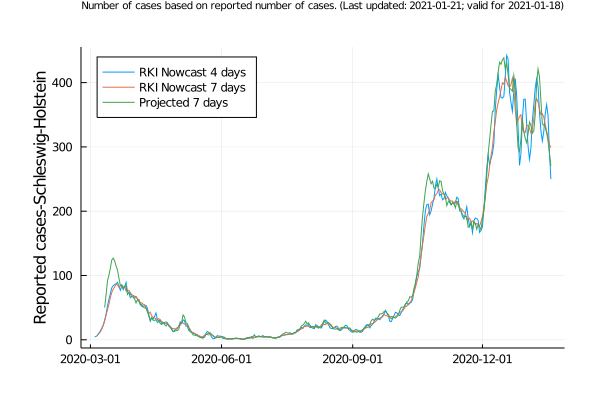 Number of cases based on reported number of cases. (Last updated: 2021-01-21; valid for 2021-01-18)
RKI Nowcast 4 days
RKI Nowcast 7 days
Projected 7 days
Reported cases-Schleswig-Holstein
400
300
200
100
0
2020-03-01 2020-06-01 2020-09-01 2020-12-01